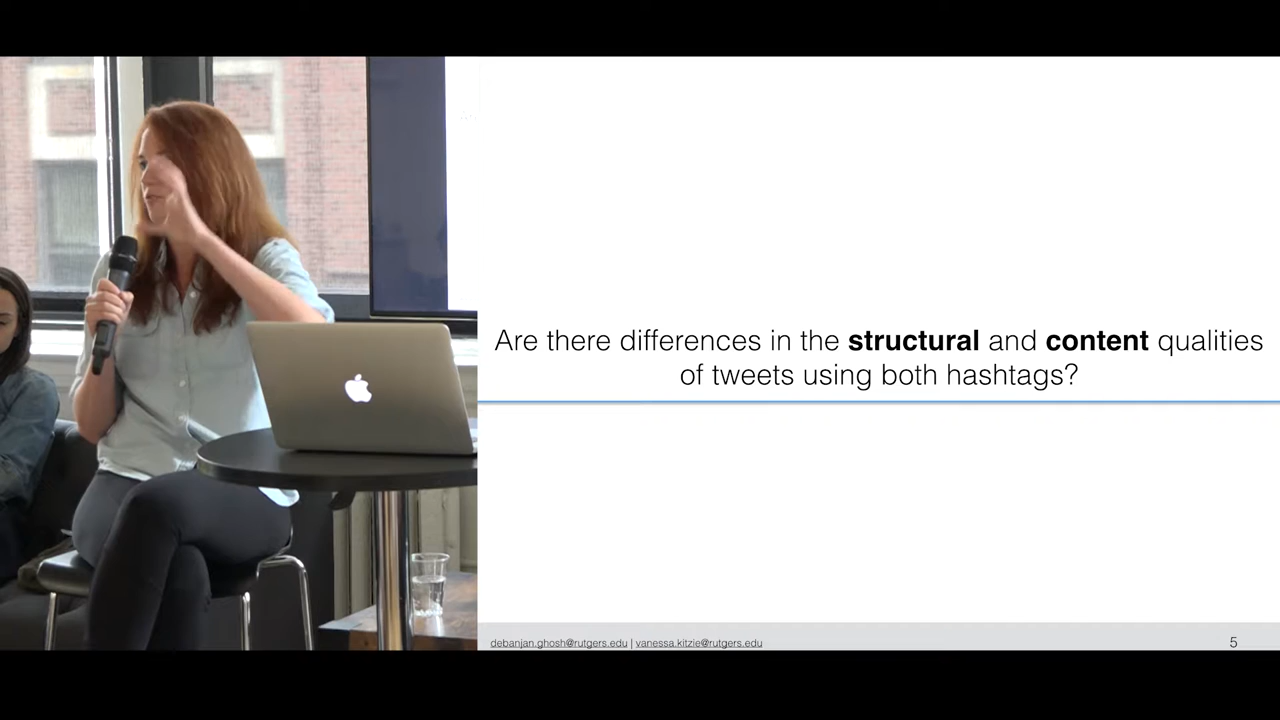 Are there differences in the structural and content qualities
of tweets using both hashtags?
debanjan.ghosh@rutgers.edu | vanessa.kitzie@rutgers.edu
5